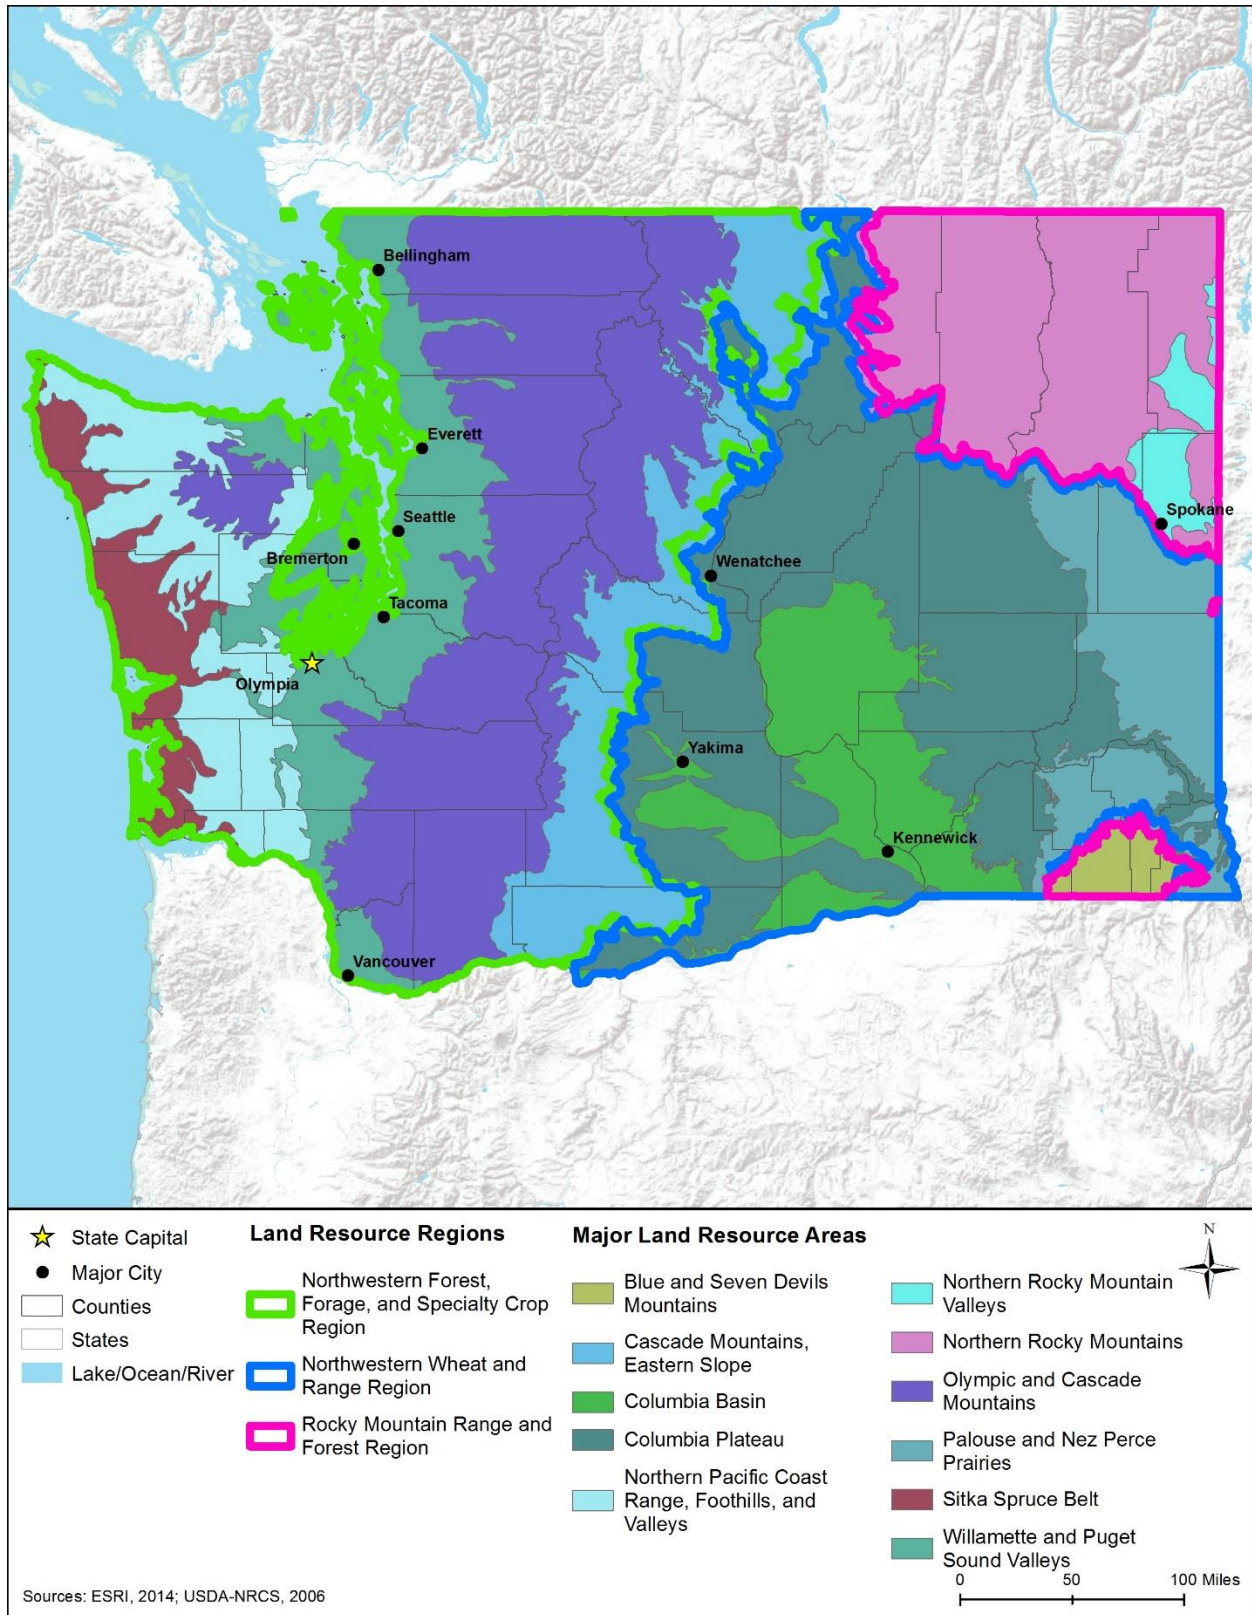 Bellingham
Everett
Seattle
Bremerton
Tacoma
Olympia
Vancouver
Wenatchee
Yakima
Kennewick
Spokane
State Capital
Major City
Counties
States
Lake/Ocean/River
Land Resource Regions
Northwestern Forest,
Forage, and Specialty Crop
Region
Northwestern Wheat and
Range Region
Rocky Mountain Range and
Forest Region
Major Land Resource Areas
Blue and Seven Devils
Mountains
Cascade Mountains,
Eastern Slope
Columbia Basin
Columbia Plateau
Northern Pacific Coast
Range, Foothills, and
Valleys
Northern Rocky Mountain
Valleys
Northern Rocky Mountains
Olympic and Cascade
Mountains
Palouse and Nez Perce
Prairies
Sitka Spruce Belt
Willamette and Puget
Sound Valleys
N
0 50 100 Miles
Sources: ESRI, 2014; USDA-NRCS, 2006